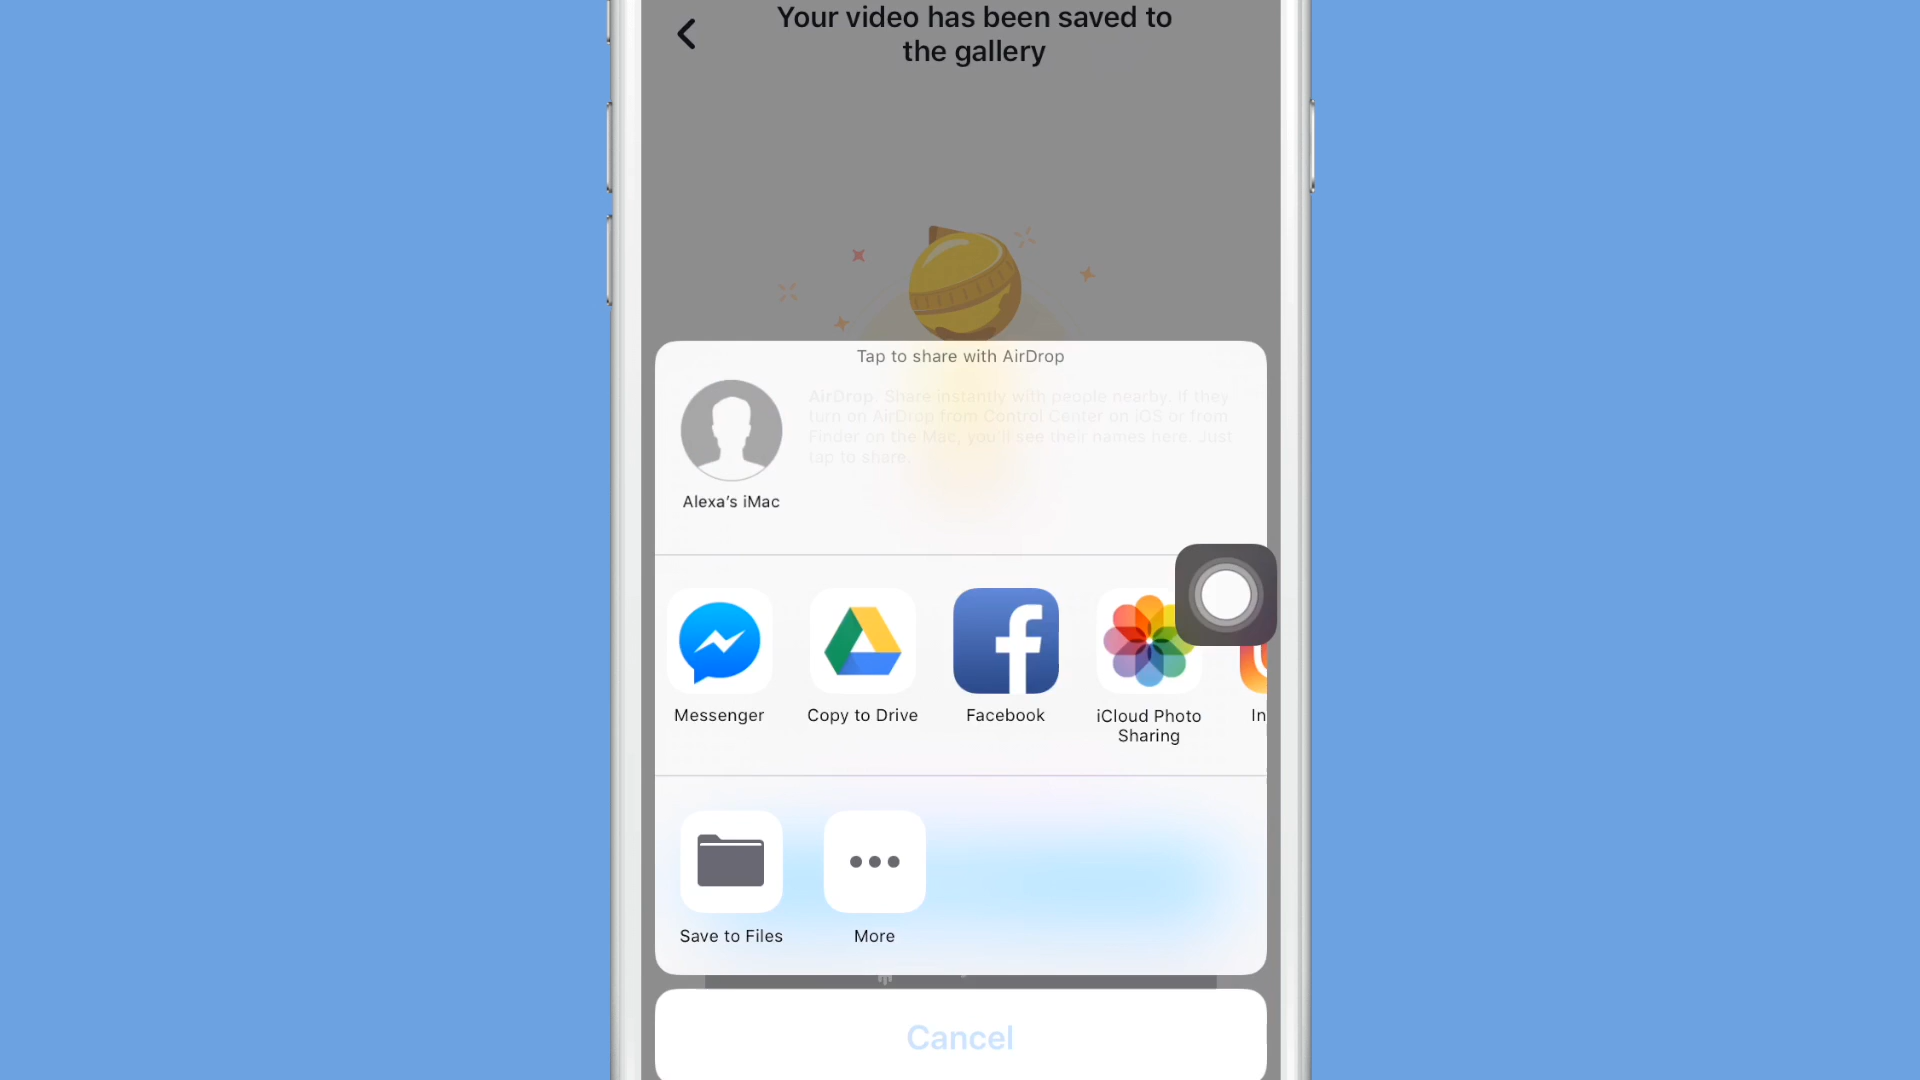 Your video has been saved to
the gallery
Tap to share with AirDrop
AirDrop. Share instantly with people nearby. If they
turn on AirDrop from Control Center on iOS or from
Finder on the Mac, you'll see their names here. Just
tap to share.
Alexa's iMac
Messenger
Copy to Drive
Facebook
iCloud Photo
Sharing
In
Save to Files
More
Cancel